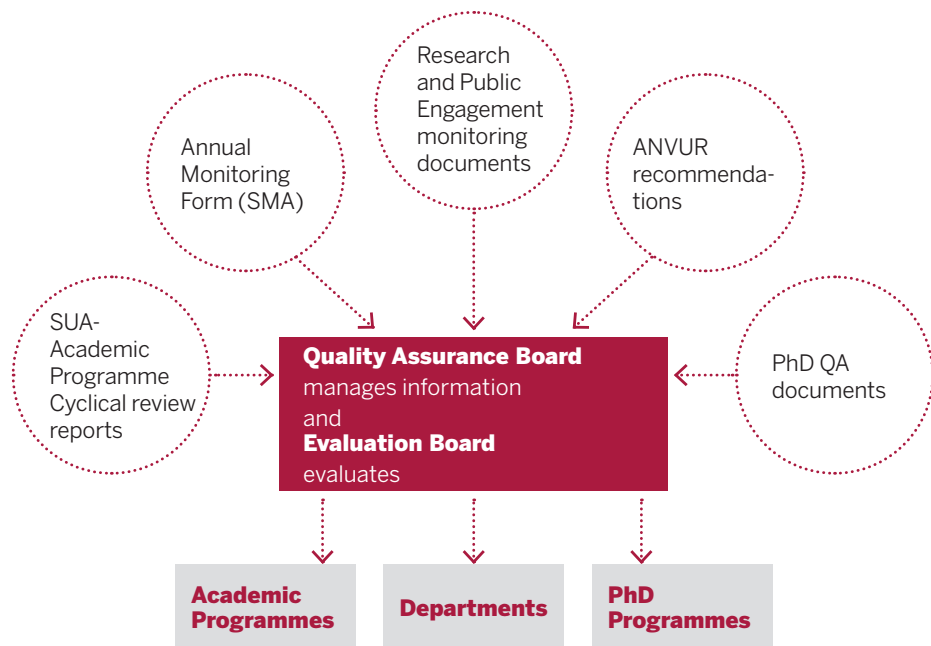 Research
and Public
Engagement
monitoring
documents
Annual
Monitoring
Form (SMA)
ANVUR
recommenda-
tions
SUA-
Academic
Programme
Cyclical review
reports
Quality Assurance Board
manages information
and
Evaluation Board
evaluates
PhD QA
documents
Academic
Programmes
Departments
PhD
Programmes